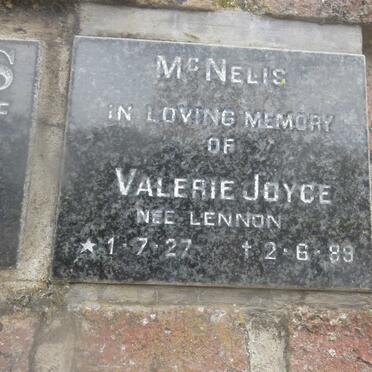 McNELIS
IN LOVING MEMORY
OF
VALERIE JOYCE
NEE LENNON
★ 1·7·27 † 2·6·89
S
F